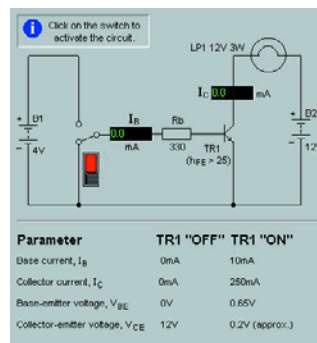 Click on the switch to
activate the circuit.
LP1 12V 3W
IC 0.0 mA
B1
4V
IB
0.0
mA
Rb
330
TR1
(hFE > 25)
B2
12
Parameter TR1 "OFF" TR1 "ON"
Base current, IB 0mA 10mA
Collector current, IC 0mA 250mA
Base-emitter voltage, VBE 0V 0.65V
Collector-emitter voltage, VCE 12V 0.2V (approx.)